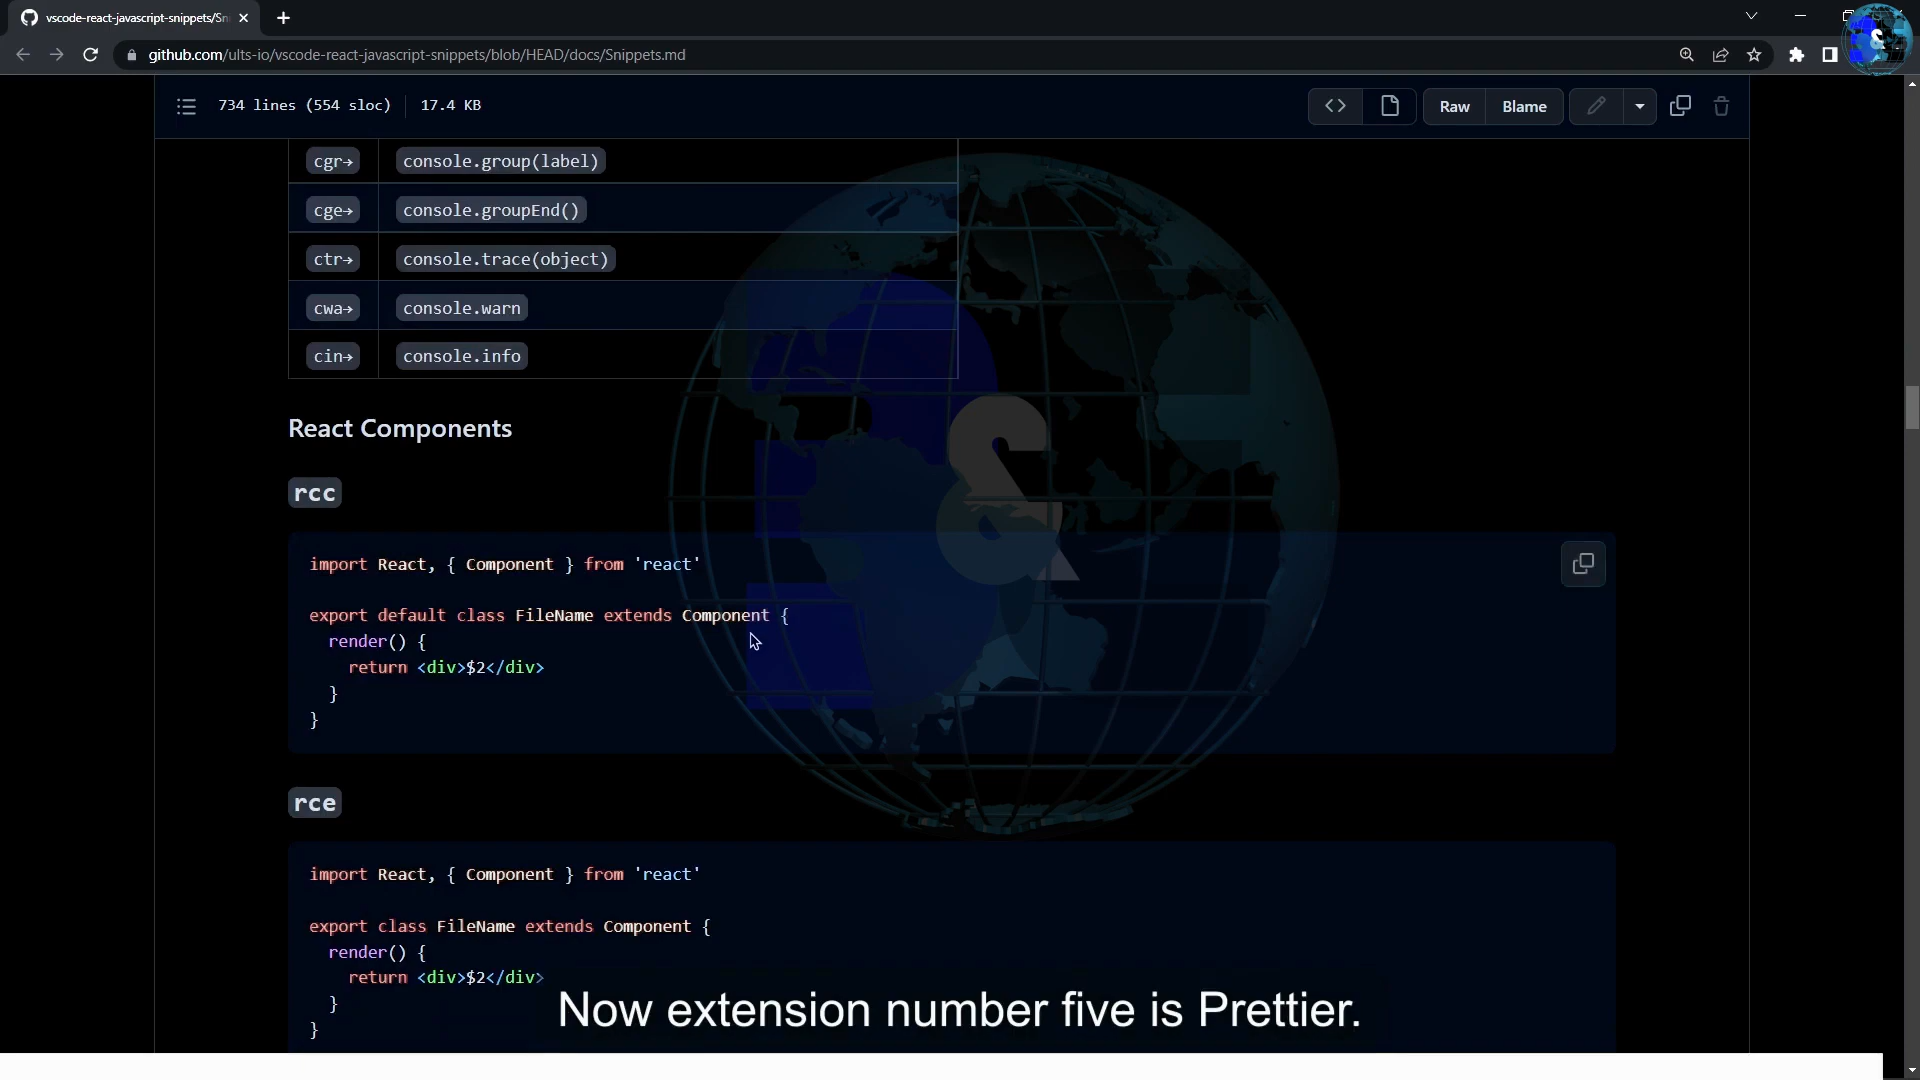 vscode-react-javascript-snippets/Sn
github.com/ults-io/vscode-react-javascript-snippets/blob/HEAD/docs/Snippets.md
734 lines (554 sloc) 17.4 KB
Raw Blame
cgr→ console.group(label)
cge→ console.groupEnd()
ctr→ console.trace(object)
cwa→ console.warn
cin→ console.info
React Components
rcc
import React, { Component } from 'react'
export default class FileName extends Component {
render() {
return <div>$2</div>
}
}
rce
import React, { Component } from 'react'
export class FileName extends Component {
render() {
return <div>$2</div>
}
}
Now extension number five is Prettier.
&
&